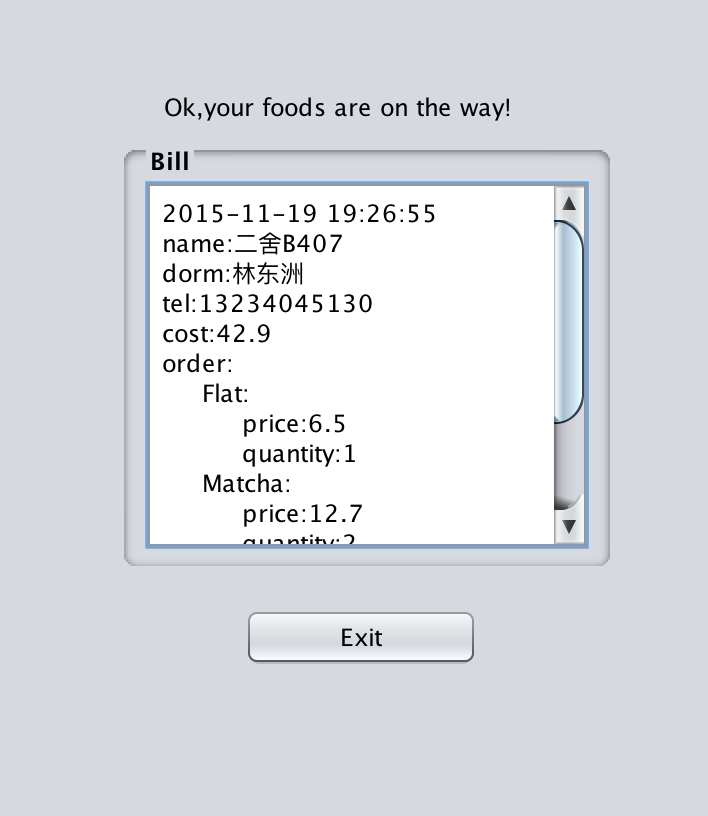 Ok,your foods are on the way!
Bill
2015-11-19 19:26:55
name:二舍B407
dorm:林东洲
tel:13234045130
cost:42.9
order:
Flat:
price:6.5
quantity:1
Matcha:
price:12.7
quantity:2
Exit